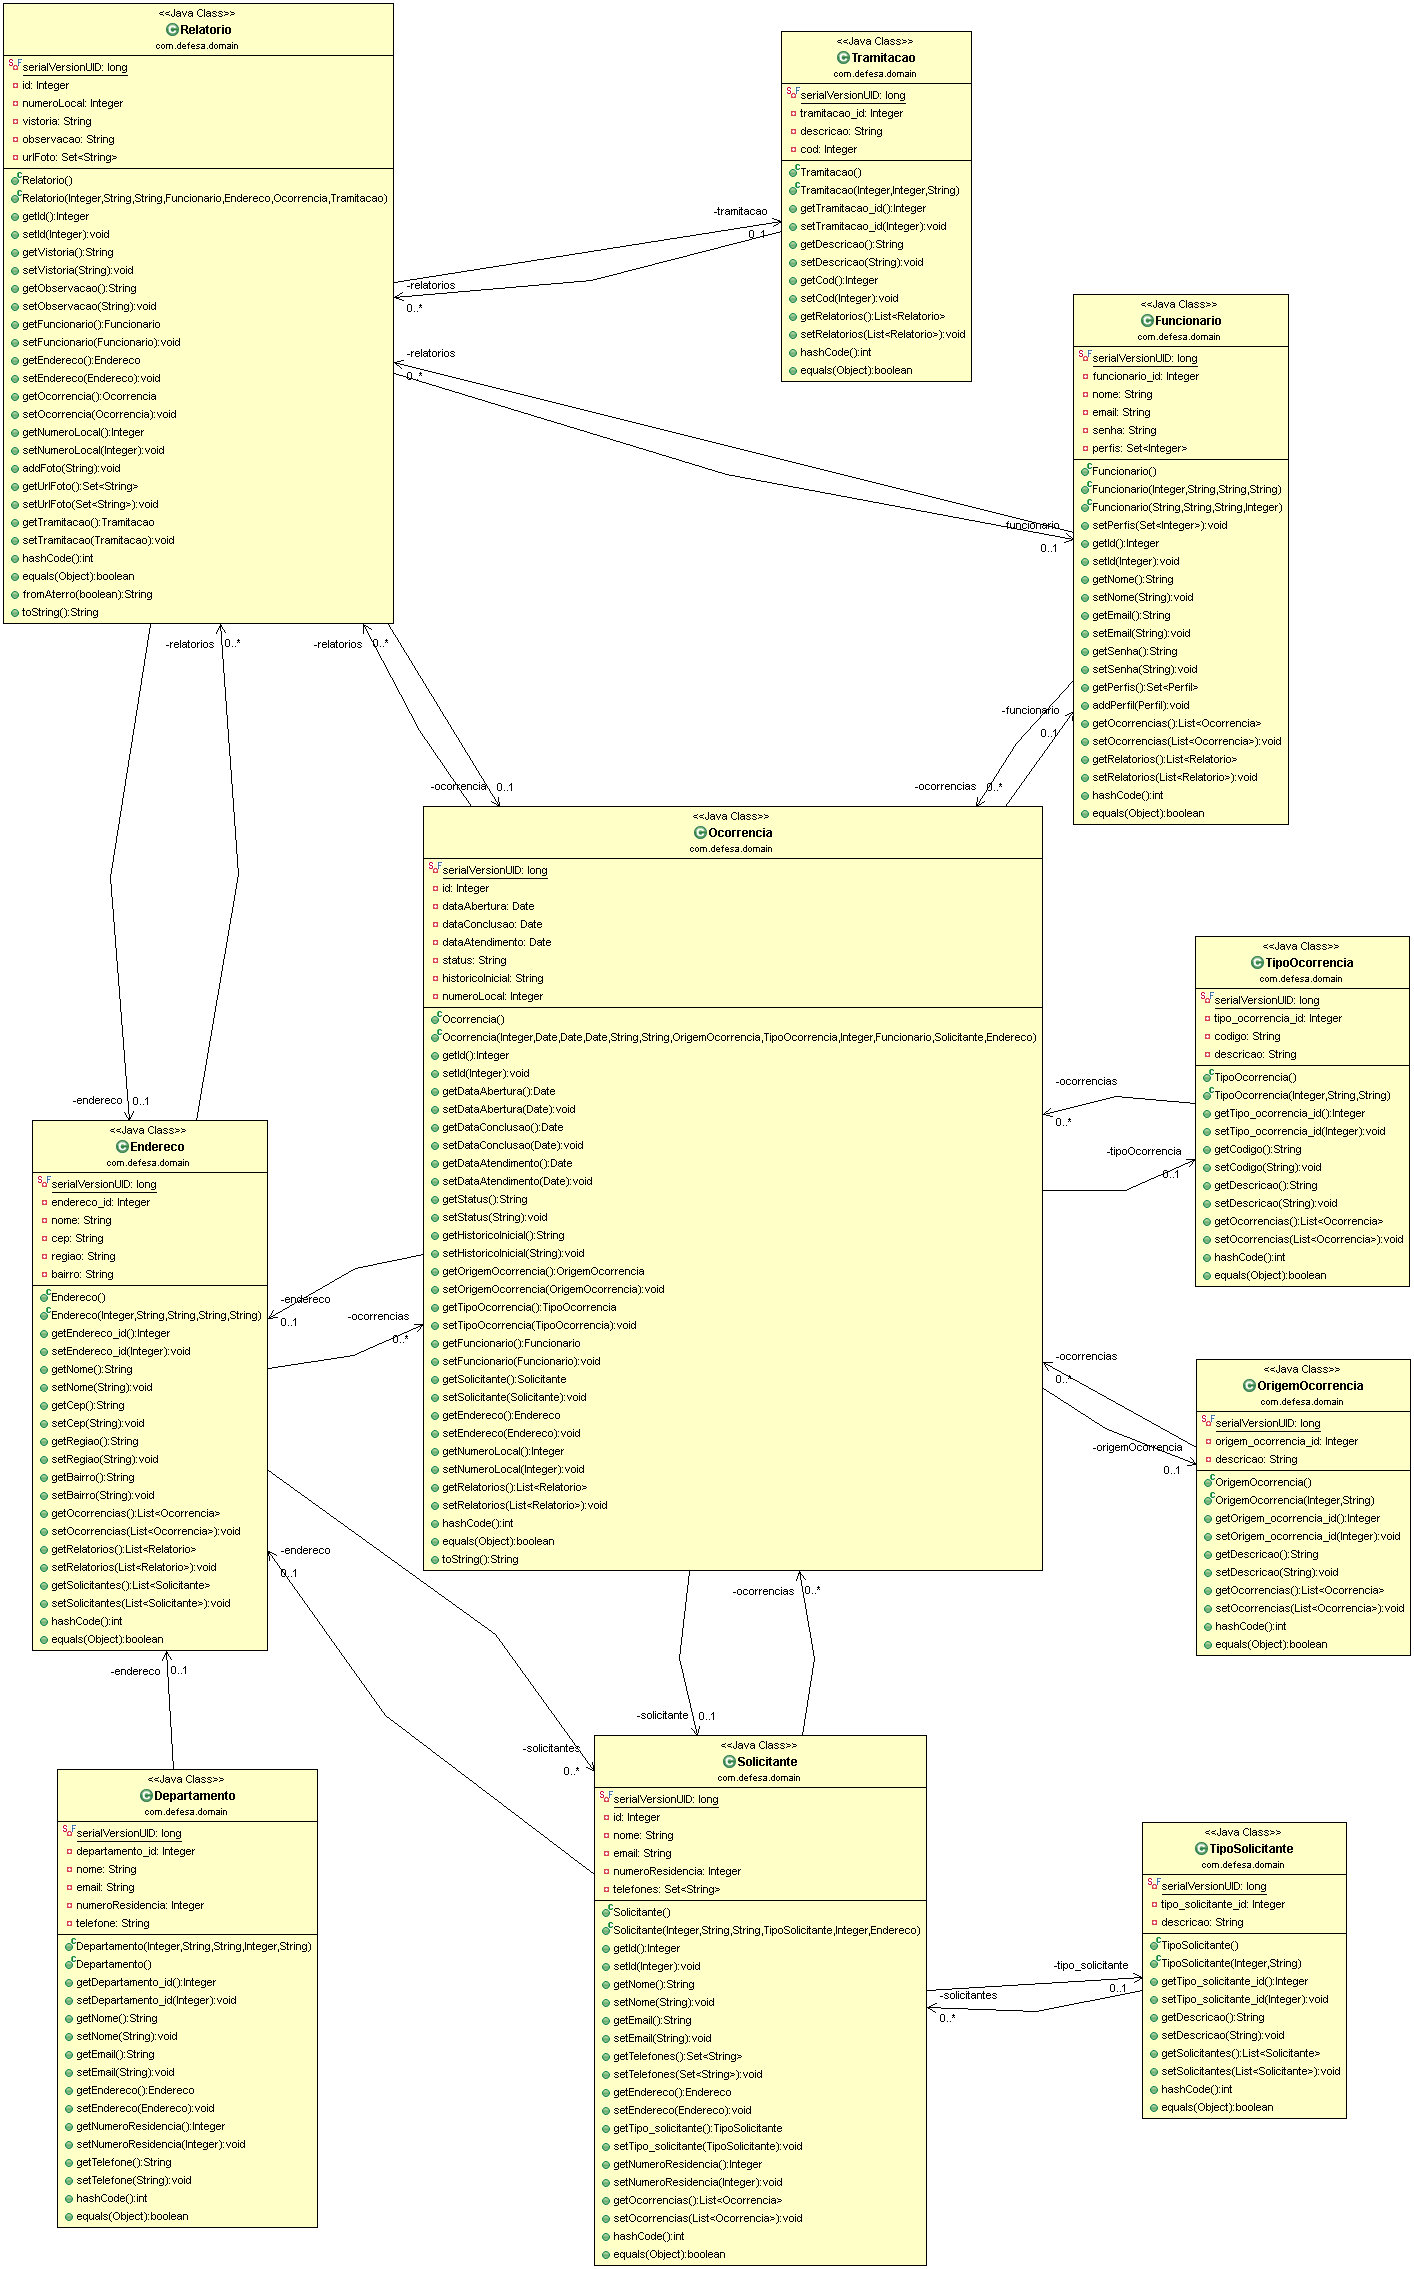 <<Java Class>>
Relatorio
com.defesa.domain
serialVersionUID: long
id: Integer
numeroLocal: Integer
vistoria: String
observacao: String
urlFoto: Set<String>
Relatorio()
Relatorio(Integer,String,String,Funcionario,Endereco,Ocorrencia,Tramitacao)
getId():Integer
setId(Integer):void
getVistoria():String
setVistoria(String):void
getObservacao():String
setObservacao(String):void
getFuncionario():Funcionario
setFuncionario(Funcionario):void
getEndereco():Endereco
setEndereco(Endereco):void
getOcorrencia():Ocorrencia
setOcorrencia(Ocorrencia):void
getNumeroLocal():Integer
setNumeroLocal(Integer):void
addFoto(String):void
getUrlFoto():Set<String>
setUrlFoto(Set<String>):void
getTramitacao():Tramitacao
setTramitacao(Tramitacao):void
hashCode():int
equals(Object):boolean
fromAterro(boolean):String
toString():String
<<Java Class>>
Tramitacao
com.defesa.domain
serialVersionUID: long
tramitacao_id: Integer
descricao: String
cod: Integer
Tramitacao()
Tramitacao(Integer,Integer,String)
getTramitacao_id():Integer
setTramitacao_id(Integer):void
getDescricao():String
setDescricao(String):void
getCod():Integer
setCod(Integer):void
getRelatorios():List<Relatorio>
setRelatorios(List<Relatorio>):void
hashCode():int
equals(Object):boolean
-tramitacao
0..1
-relatorios
0..*
-relatorios
0..*
-funcionario
0..1
<<Java Class>>
Funcionario
com.defesa.domain
serialVersionUID: long
funcionario_id: Integer
nome: String
email: String
senha: String
perfis: Set<Integer>
Funcionario()
Funcionario(Integer,String,String,String)
Funcionario(String,String,String,Integer)
setPerfis(Set<Integer>):void
getId():Integer
setId(Integer):void
getNome():String
setNome(String):void
getEmail():String
setEmail(String):void
getSenha():String
setSenha(String):void
getPerfis():Set<Perfil>
addPerfil(Perfil):void
getOcorrencias():List<Ocorrencia>
setOcorrencias(List<Ocorrencia>):void
getRelatorios():List<Relatorio>
setRelatorios(List<Relatorio>):void
hashCode():int
equals(Object):boolean
-relatorios
0..*
-relatorios
0..*
-funcionario
0..1
-ocorrencia
0..1
-ocorrencias
0..*
<<Java Class>>
Ocorrencia
com.defesa.domain
serialVersionUID: long
id: Integer
dataAbertura: Date
dataConclusao: Date
dataAtendimento: Date
status: String
historicoInicial: String
numeroLocal: Integer
Ocorrencia()
Ocorrencia(Integer,Date,Date,Date,String,String,OrigemOcorrencia,TipoOcorrencia,Integer,Funcionario,Solicitante,Endereco)
getId():Integer
setId(Integer):void
getDataAbertura():Date
setDataAbertura(Date):void
getDataConclusao():Date
setDataConclusao(Date):void
getDataAtendimento():Date
setDataAtendimento(Date):void
getStatus():String
setStatus(String):void
getHistoricoInicial():String
setHistoricoInicial(String):void
getOrigemOcorrencia():OrigemOcorrencia
setOrigemOcorrencia(OrigemOcorrencia):void
getTipoOcorrencia():TipoOcorrencia
setTipoOcorrencia(TipoOcorrencia):void
getFuncionario():Funcionario
setFuncionario(Funcionario):void
getSolicitante():Solicitante
setSolicitante(Solicitante):void
getEndereco():Endereco
setEndereco(Endereco):void
getNumeroLocal():Integer
setNumeroLocal(Integer):void
getRelatorios():List<Relatorio>
setRelatorios(List<Relatorio>):void
hashCode():int
equals(Object):boolean
toString():String
<<Java Class>>
TipoOcorrencia
com.defesa.domain
serialVersionUID: long
tipo_ocorrencia_id: Integer
codigo: String
descricao: String
TipoOcorrencia()
TipoOcorrencia(Integer,String,String)
getTipo_ocorrencia_id():Integer
setTipo_ocorrencia_id(Integer):void
getCodigo():String
setCodigo(String):void
getDescricao():String
setDescricao(String):void
getOcorrencias():List<Ocorrencia>
setOcorrencias(List<Ocorrencia>):void
hashCode():int
equals(Object):boolean
-ocorrencias
0..*
-tipoOcorrencia
0..1
-endereco
0..1
<<Java Class>>
Endereco
com.defesa.domain
serialVersionUID: long
endereco_id: Integer
nome: String
cep: String
regiao: String
bairro: String
Endereco()
Endereco(Integer,String,String,String,String)
getEndereco_id():Integer
setEndereco_id(Integer):void
getNome():String
setNome(String):void
getCep():String
setCep(String):void
getRegiao():String
setRegiao(String):void
getBairro():String
setBairro(String):void
getOcorrencias():List<Ocorrencia>
setOcorrencias(List<Ocorrencia>):void
getRelatorios():List<Relatorio>
setRelatorios(List<Relatorio>):void
getSolicitantes():List<Solicitante>
setSolicitantes(List<Solicitante>):void
hashCode():int
equals(Object):boolean
-endereco
0..1
-ocorrencias
0..*
-ocorrencias
0..*
-origemOcorrencia
0..1
<<Java Class>>
OrigemOcorrencia
com.defesa.domain
serialVersionUID: long
origem_ocorrencia_id: Integer
descricao: String
OrigemOcorrencia()
OrigemOcorrencia(Integer,String)
getOrigem_ocorrencia_id():Integer
setOrigem_ocorrencia_id(Integer):void
getDescricao():String
setDescricao(String):void
getOcorrencias():List<Ocorrencia>
setOcorrencias(List<Ocorrencia>):void
hashCode():int
equals(Object):boolean
-endereco
0..1
-ocorrencias
0..*
-endereco
0..1
-solicitante
0..1
-solicitantes
0..*
<<Java Class>>
Departamento
com.defesa.domain
serialVersionUID: long
departamento_id: Integer
nome: String
email: String
numeroResidencia: Integer
telefone: String
Departamento(Integer,String,String,Integer,String)
Departamento()
getDepartamento_id():Integer
setDepartamento_id(Integer):void
getNome():String
setNome(String):void
getEmail():String
setEmail(String):void
getEndereco():Endereco
setEndereco(Endereco):void
getNumeroResidencia():Integer
setNumeroResidencia(Integer):void
getTelefone():String
setTelefone(String):void
hashCode():int
equals(Object):boolean
<<Java Class>>
Solicitante
com.defesa.domain
serialVersionUID: long
id: Integer
nome: String
email: String
numeroResidencia: Integer
telefones: Set<String>
Solicitante()
Solicitante(Integer,String,String,TipoSolicitante,Integer,Endereco)
getId():Integer
setId(Integer):void
getNome():String
setNome(String):void
getEmail():String
setEmail(String):void
getTelefones():Set<String>
setTelefones(Set<String>):void
getEndereco():Endereco
setEndereco(Endereco):void
getTipo_solicitante():TipoSolicitante
setTipo_solicitante(TipoSolicitante):void
getNumeroResidencia():Integer
setNumeroResidencia(Integer):void
getOcorrencias():List<Ocorrencia>
setOcorrencias(List<Ocorrencia>):void
hashCode():int
equals(Object):boolean
-tipo_solicitante
0..1
-solicitantes
0..*
<<Java Class>>
TipoSolicitante
com.defesa.domain
serialVersionUID: long
tipo_solicitante_id: Integer
descricao: String
TipoSolicitante()
TipoSolicitante(Integer,String)
getTipo_solicitante_id():Integer
setTipo_solicitante_id(Integer):void
getDescricao():String
setDescricao(String):void
getSolicitantes():List<Solicitante>
setSolicitantes(List<Solicitante>):void
hashCode():int
equals(Object):boolean